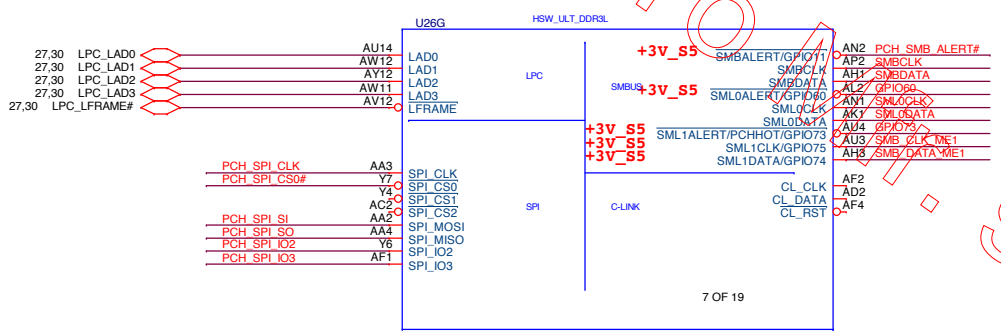 U26G
HSW_ULT_DDR3L
27,30 LPC_LAD0 AU14 LAD0
27,30 LPC_LAD1 AW12 LAD1
27,30 LPC_LAD2 AY12 LAD2
27,30 LPC_LAD3 AW11 LAD3
27,30 LPC_LFRAME# AV12 LFRAME
LPC
SMBUS
+3V_S5 SMBALERT/GPIO11 AN2 PCH_SMB_ALERT#
SMBCLK AP2 SMBCLK
SMBDATA AH1 SMBDATA
+3V_S5 SML0ALERT/GPIO60 AL2 GPIO60
SML0CLK AN1 SML0CLK
SML0DATA AK1 SML0DATA
+3V_S5 SML1ALERT/PCHHOT/GPIO73 AU4 GPIO73
+3V_S5 SML1CLK/GPIO75 AU3 SMB_CLK_ME1
+3V_S5 SML1DATA/GPIO74 AH3 SMB_DATA_ME1
PCH_SPI_CLK AA3 SPI_CLK
PCH_SPI_CS0# Y7 SPI_CS0
Y4 SPI_CS1
AC2 SPI_CS2
PCH_SPI_SI AA2 SPI_MOSI
PCH_SPI_SO AA4 SPI_MISO
PCH_SPI_IO2 Y6 SPI_IO2
PCH_SPI_IO3 AF1 SPI_IO3
SPI
C-LINK
CL_CLK AF2
CL_DATA AD2
CL_RST AF4
7 OF 19